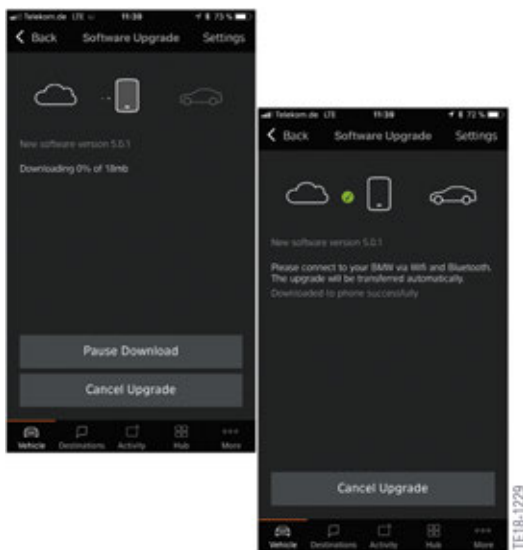 Telekom.de LTE 11:39 73 %
Back Software Upgrade Settings
New software version 5.0.1
Downloading 0% of 18mb
Pause Download
Cancel Upgrade
Vehicle Destinations Activity Hub More
Telekom.de LTE 11:39 72 %
Back Software Upgrade Settings
New software version 5.0.1
Please connect to your BMW via Wifi and Bluetooth.
The upgrade will be transferred automatically.
Downloaded to phone successfully
Cancel Upgrade
Vehicle Destinations Activity Hub More
TE18-1229